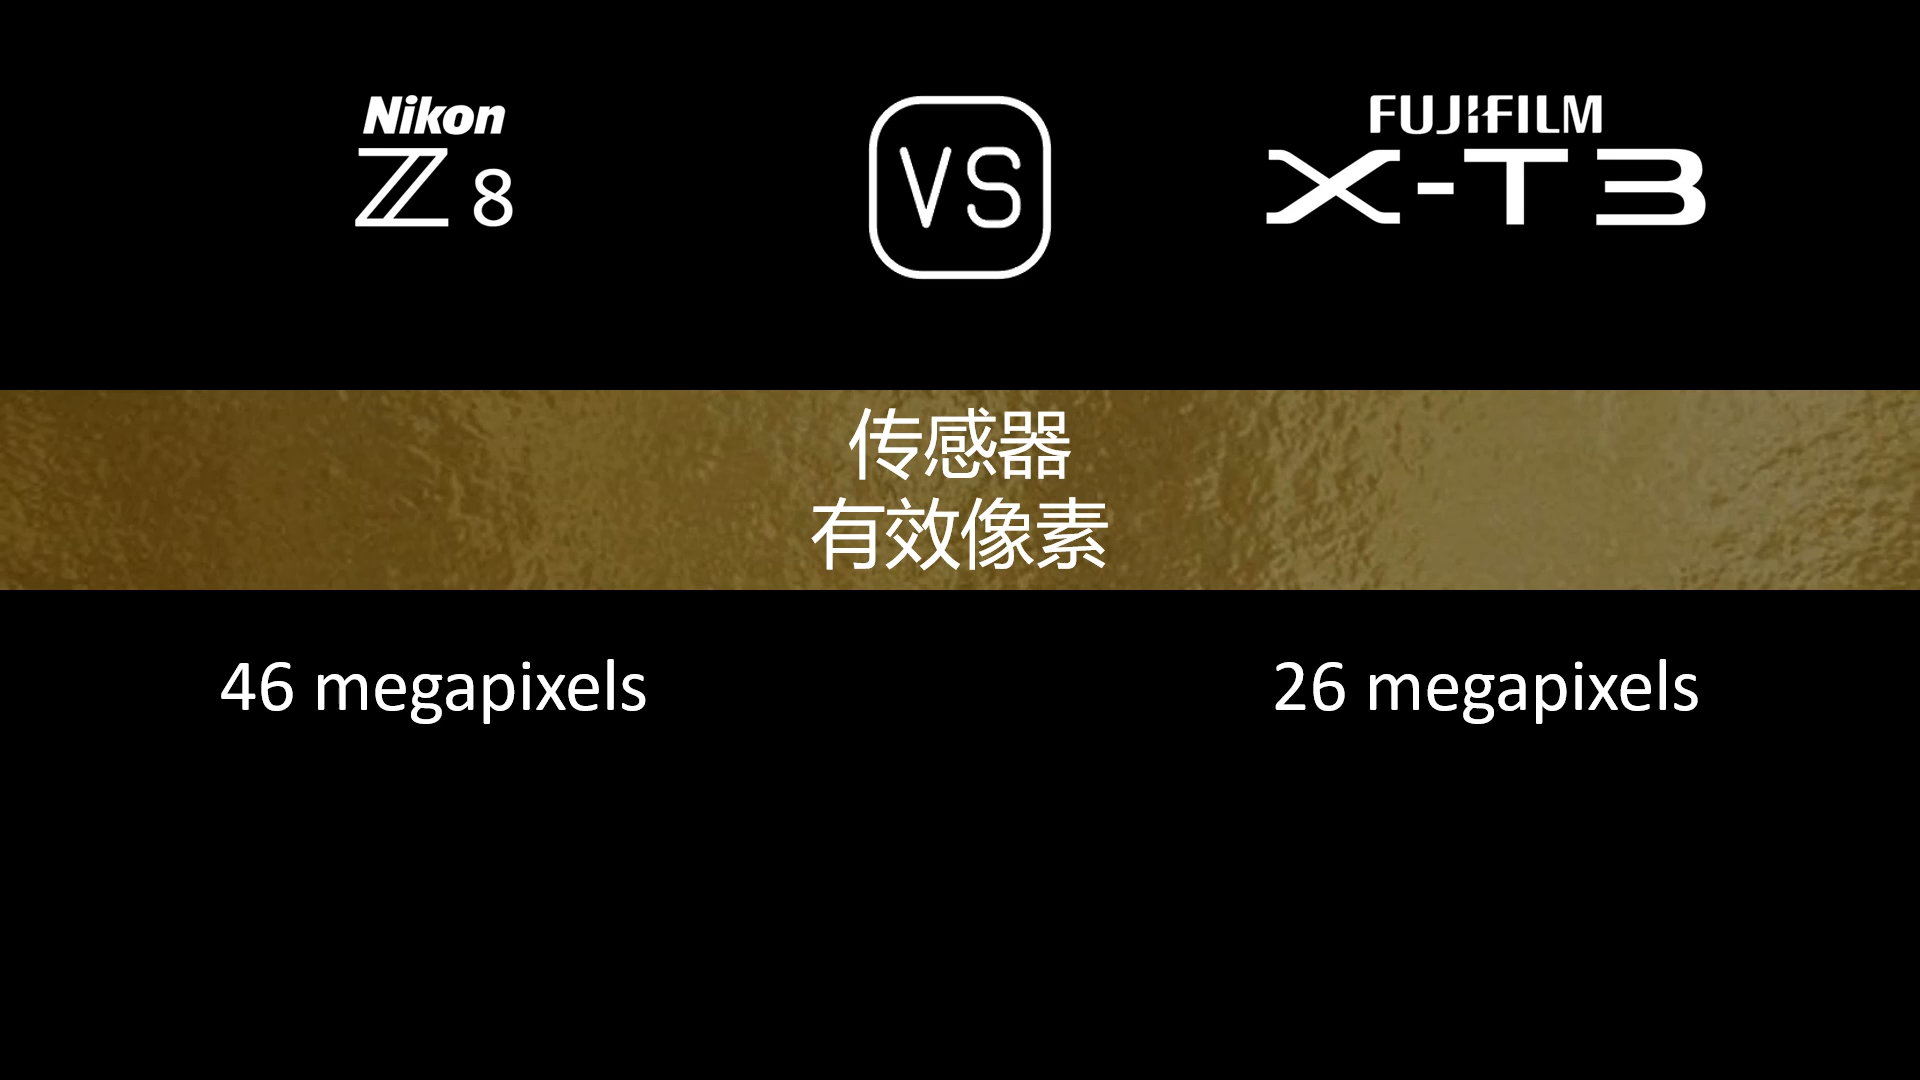 Nikon
Z 8
VS
FUJIFILM
X-T3
传感器
有效像素
46 megapixels
26 megapixels